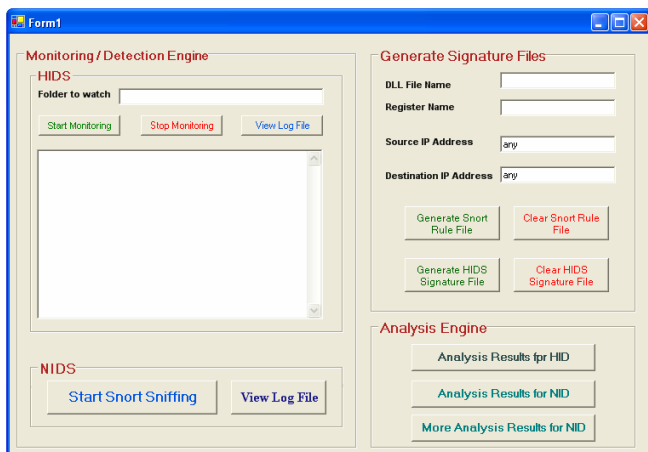 Form1
Monitoring / Detection Engine
HIDS
Folder to watch
Start Monitoring
Stop Monitoring
View Log File
NIDS
Start Snort Sniffing
View Log File
Generate Signature Files
DLL File Name
Register Name
Source IP Address
any
Destination IP Address
any
Generate Snort
Rule File
Clear Snort Rule
File
Generate HIDS
Signature File
Clear HIDS
Signature File
Analysis Engine
Analysis Results fpr HID
Analysis Results for NID
More Analysis Results for NID